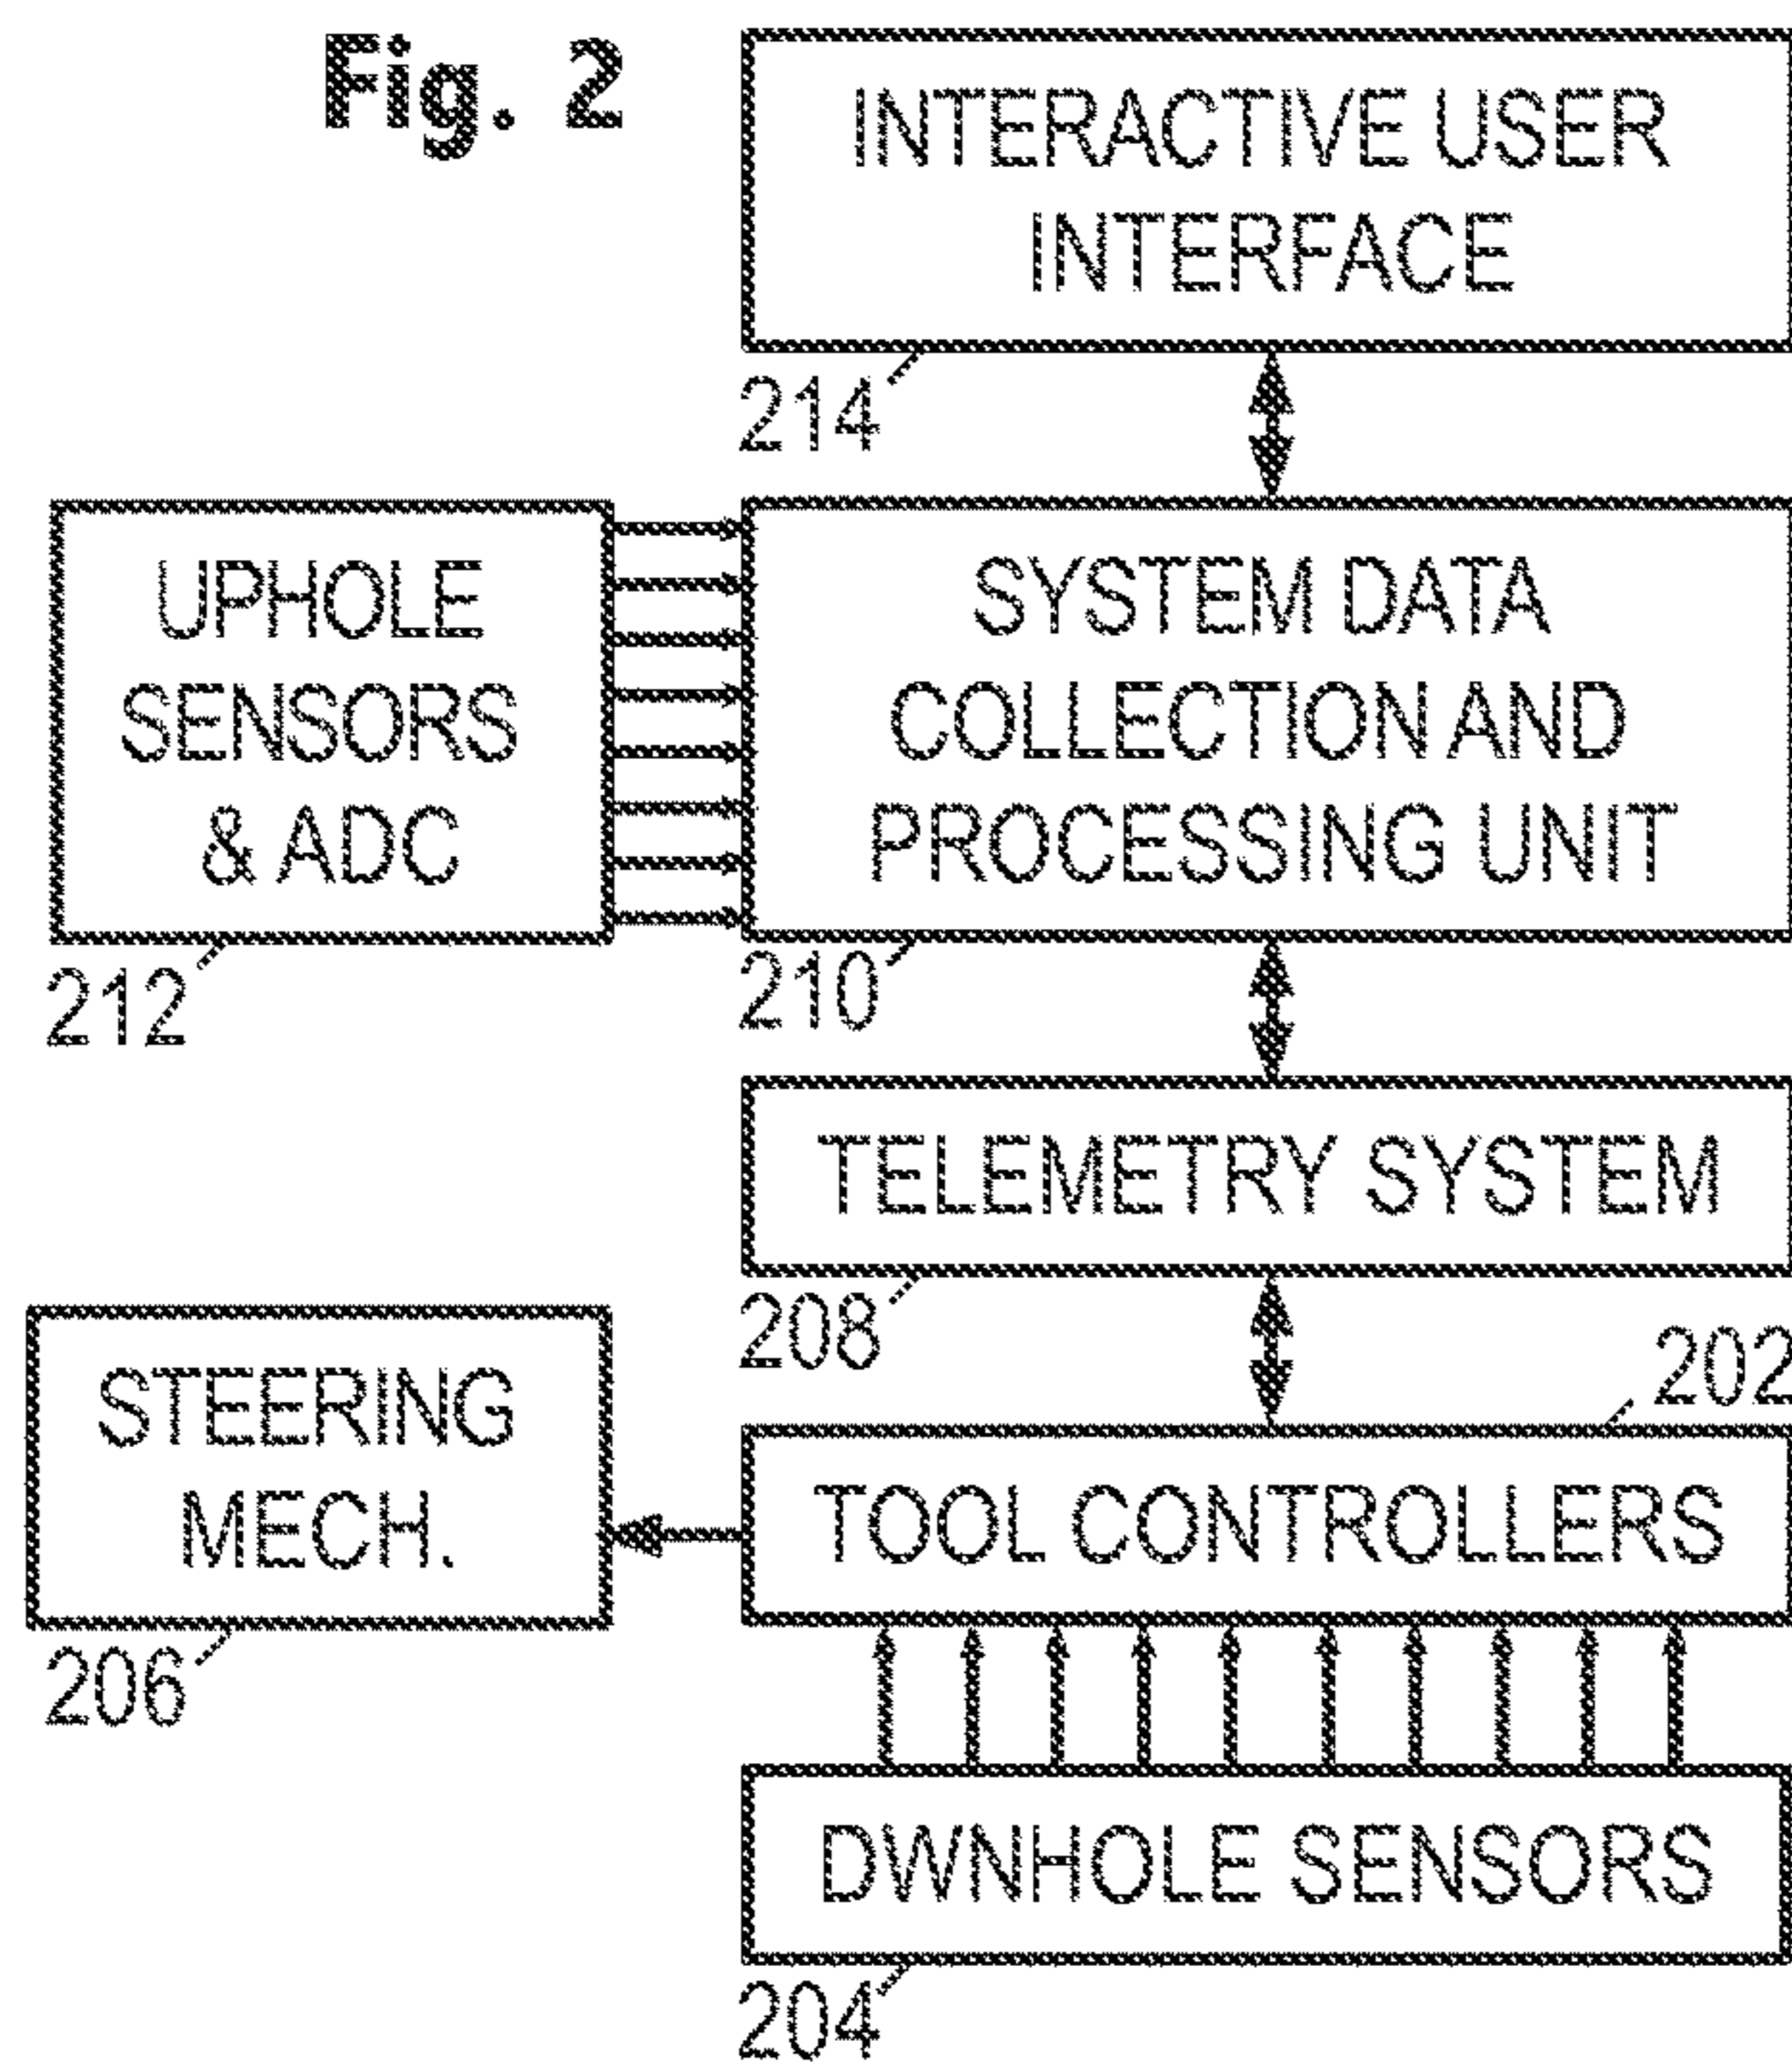 Fig. 2
INTERACTIVE USER
INTERFACE
214
UPHOLE
SENSORS
& ADC
212
SYSTEM DATA
COLLECTION AND
PROCESSING UNIT
210
TELEMETRY SYSTEM
208
202
STEERING
MECH.
206
TOOL CONTROLLERS
DWNHOLE SENSORS
204